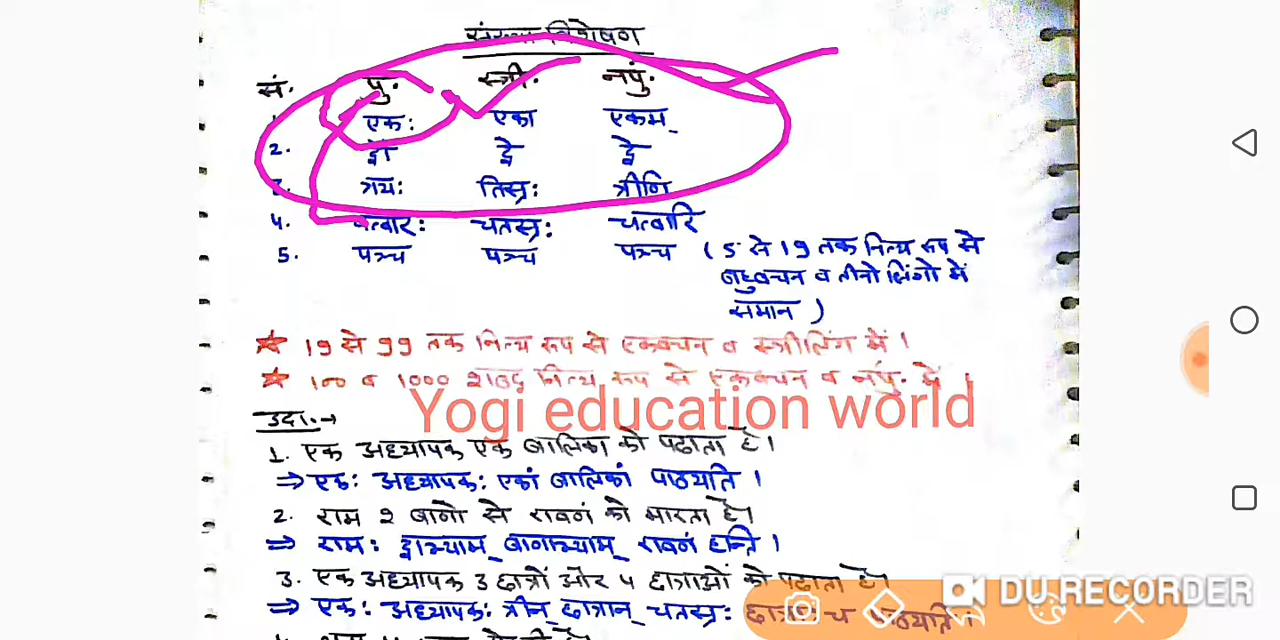 संख्या विशेषण
सं. पु. स्त्री. नपुं.
एक: एका एकम्
2. द्वौ द्वे द्वे
3. त्रय: तिस्त्र: त्रीणि
4. चत्वार: चतस्त्र: चत्वारि
5. पञ्च पञ्च पञ्च ( 5 से 19 तक नित्य रूप से
बहुवचन व तीनो लिंगो में
समान )
★ 19 से 99 तक नित्य रूप से एकवचन व स्त्रीलिंग में ।
★ 100 व 1000 शब्द नित्य रूप से एकवचन व नपुं. में ।
Yogi education world
उदा.→
1. एक अध्यापक एक बालिका को पढाता है।
⇒ एक: अध्यापक: एकां बालिकां पाठयति ।
2. राम 2 बाणो से रावण को मारता है।
⇒ राम: द्वाभ्याम् बाणाभ्याम् रावणं हन्ति ।
3. एक अध्यापक 3 छात्रों और 4 छात्राओं को पढाता है।
⇒ एक: अध्यापक: त्रीन् छात्रान् चतस्त्र: च
DU RECORDER